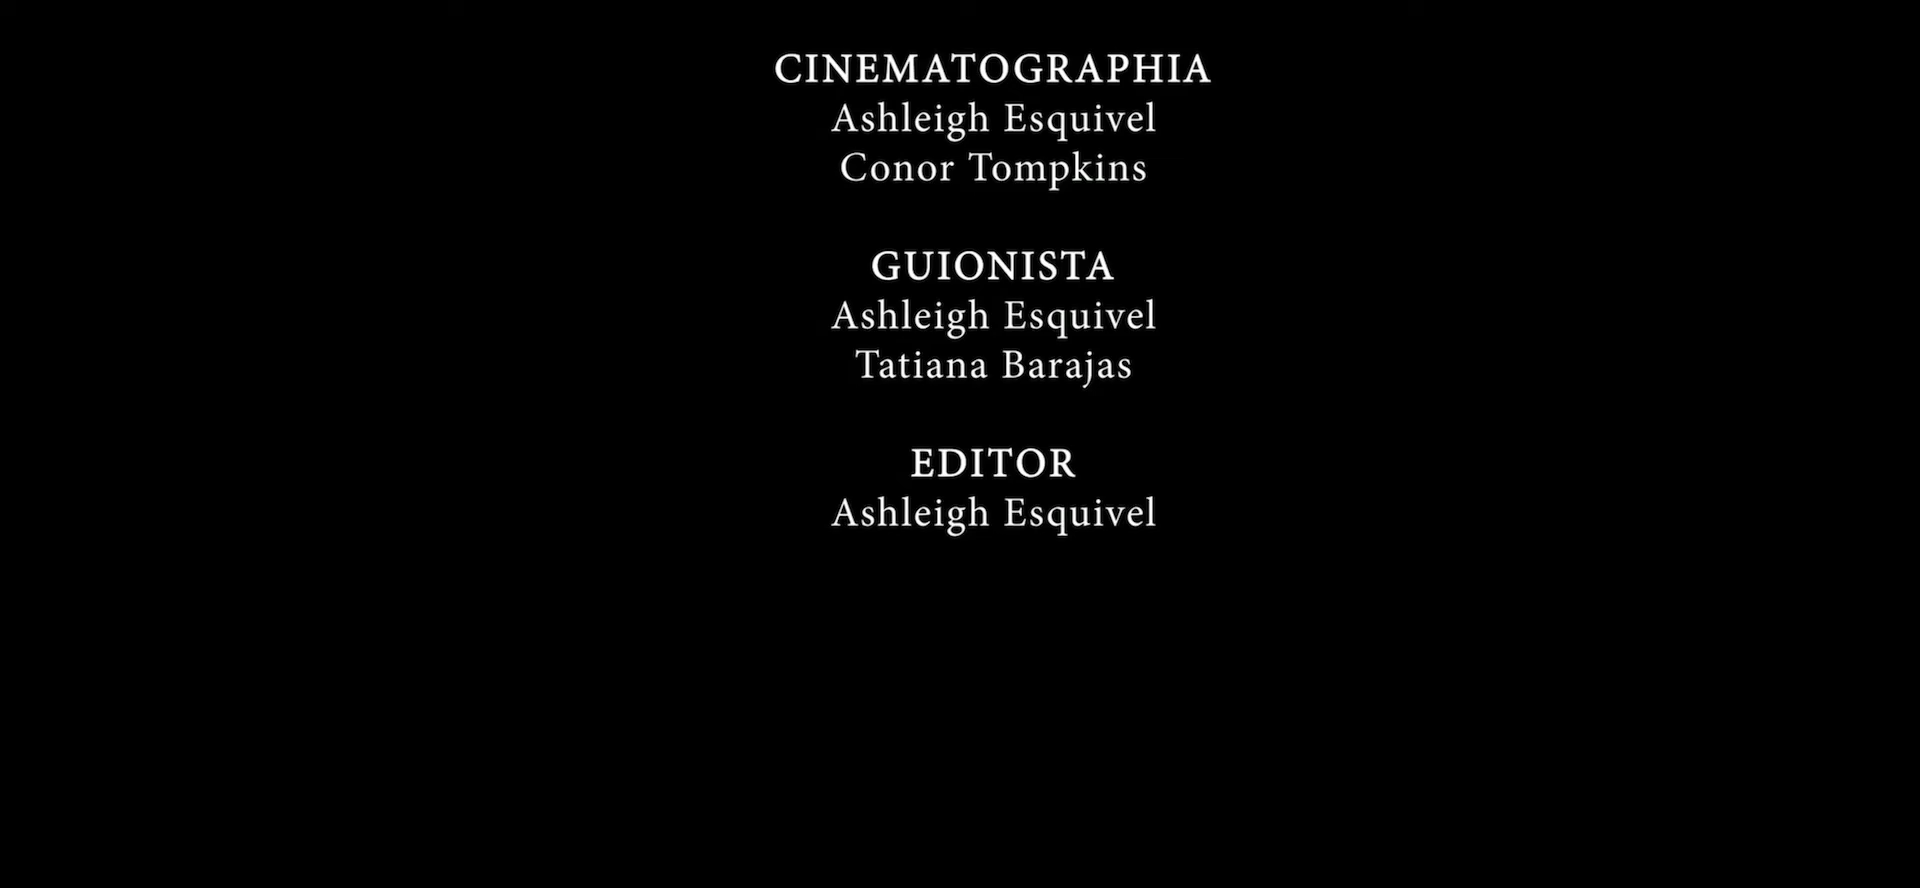 CINEMATOGRAPHIA
Ashleigh Esquivel
Conor Tompkins
GUIONISTA
Ashleigh Esquivel
Tatiana Barajas
EDITOR
Ashleigh Esquivel